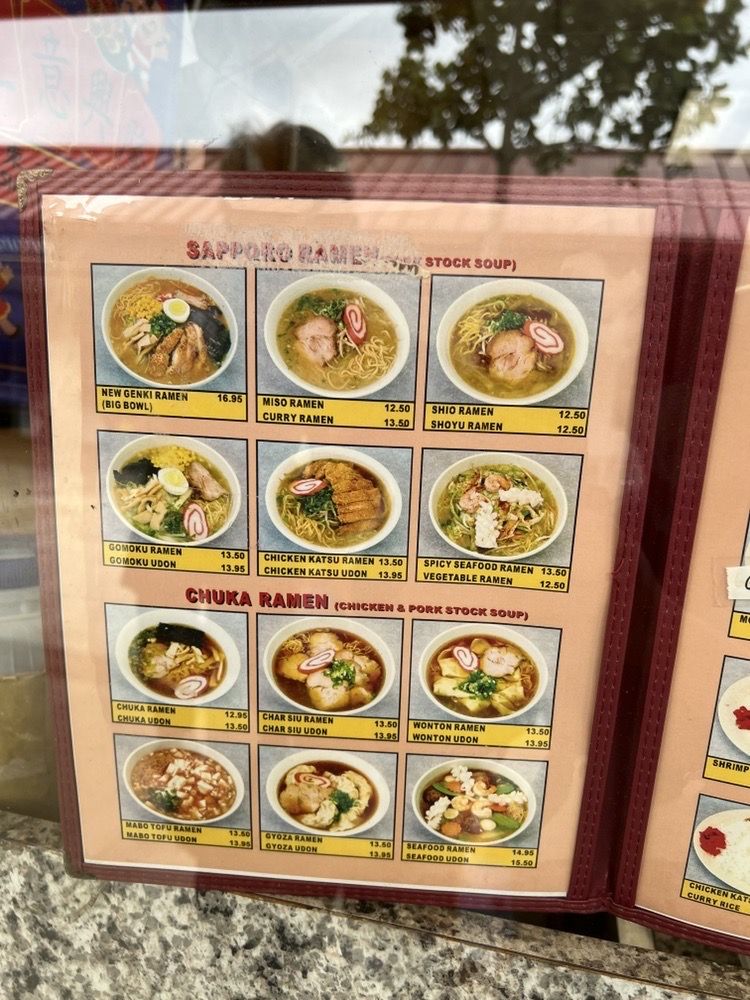 SAPPORO RAMEN STOCK SOUP)
NEW GENKI RAMEN 16.95
(BIG BOWL)
MISO RAMEN 12.50
CURRY RAMEN 13.50
SHIO RAMEN 12.50
SHOYU RAMEN 12.50
GOMOKU RAMEN 13.50
GOMOKU UDON 13.95
CHICKEN KATSU RAMEN 13.50
CHICKEN KATSU UDON 13.95
SPICY SEAFOOD RAMEN 13.50
VEGETABLE RAMEN 12.50
CHUKA RAMEN (CHICKEN & PORK STOCK SOUP)
CHUKA RAMEN 12.95
CHUKA UDON 13.50
CHAR SIU RAMEN 13.50
CHAR SIU UDON 13.95
WONTON RAMEN 13.50
WONTON UDON 13.95
MABO TOFU RAMEN 13.50
MABO TOFU UDON 13.95
GYOZA RAMEN 13.50
GYOZA UDON 13.95
SEAFOOD RAMEN 14.95
SEAFOOD UDON 15.50
SHRIMP
CHICKEN KAT
CURRY RICE